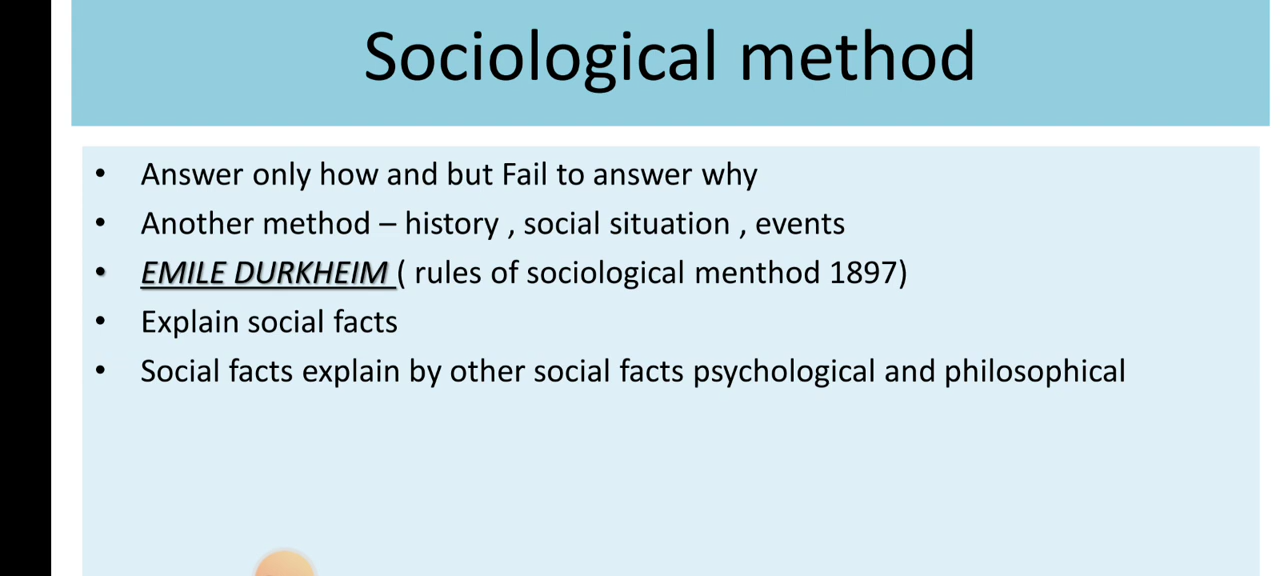 Sociological method
• Answer only how and but Fail to answer why
• Another method – history , social situation , events
• EMILE DURKHEIM ( rules of sociological menthod 1897)
• Explain social facts
• Social facts explain by other social facts psychological and philosophical